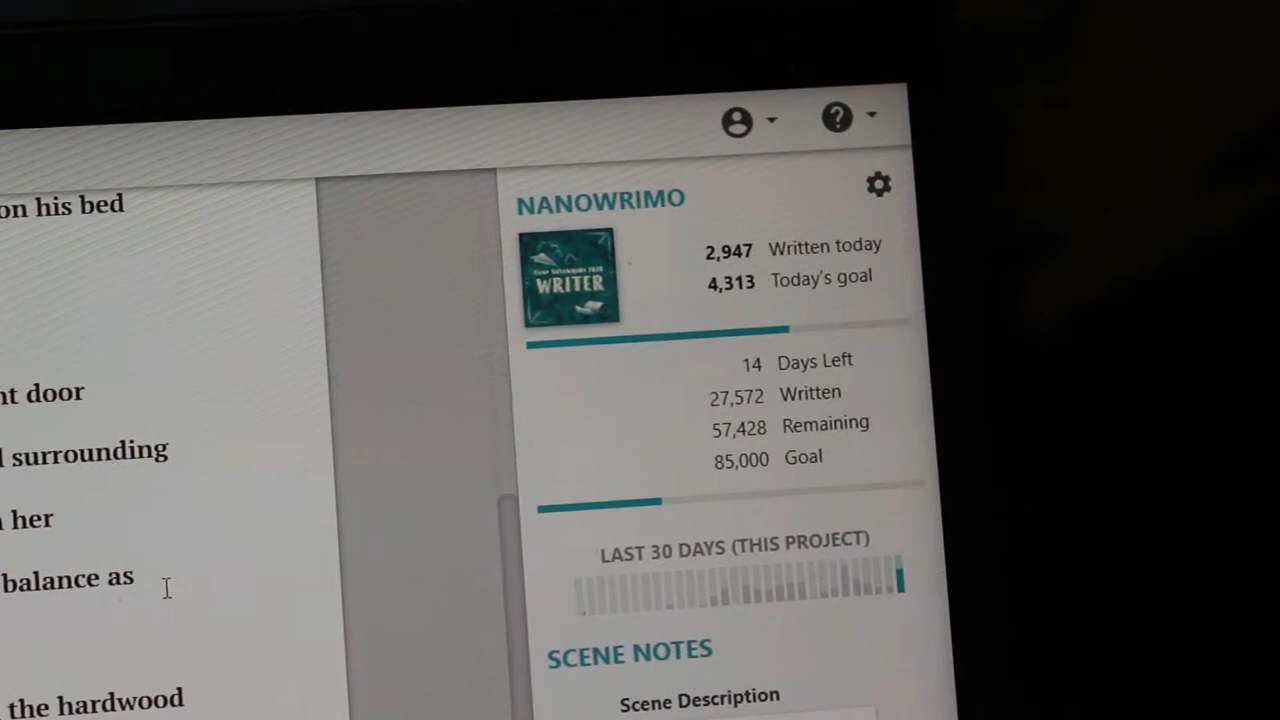 on his bed
nt door
surrounding
her
balance as
the hardwood
NANOWRIMO
WRITER
2,947 Written today
4,313 Today's goal
14 Days Left
27,572 Written
57,428 Remaining
85,000 Goal
LAST 30 DAYS (THIS PROJECT)
SCENE NOTES
Scene Description